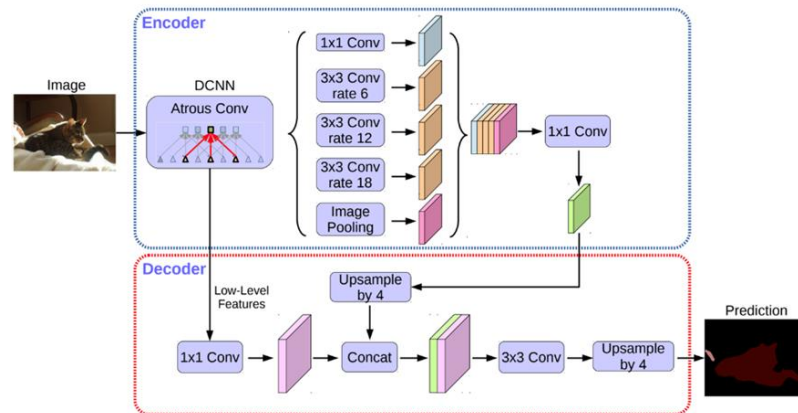 Encoder
Image
DCNN
Atrous Conv
1x1 Conv
3x3 Conv
rate 6
3x3 Conv
rate 12
3x3 Conv
rate 18
Image
Pooling
1x1 Conv
Decoder
Low-Level
Features
Upsample
by 4
1x1 Conv
Concat
3x3 Conv
Upsample
by 4
Prediction